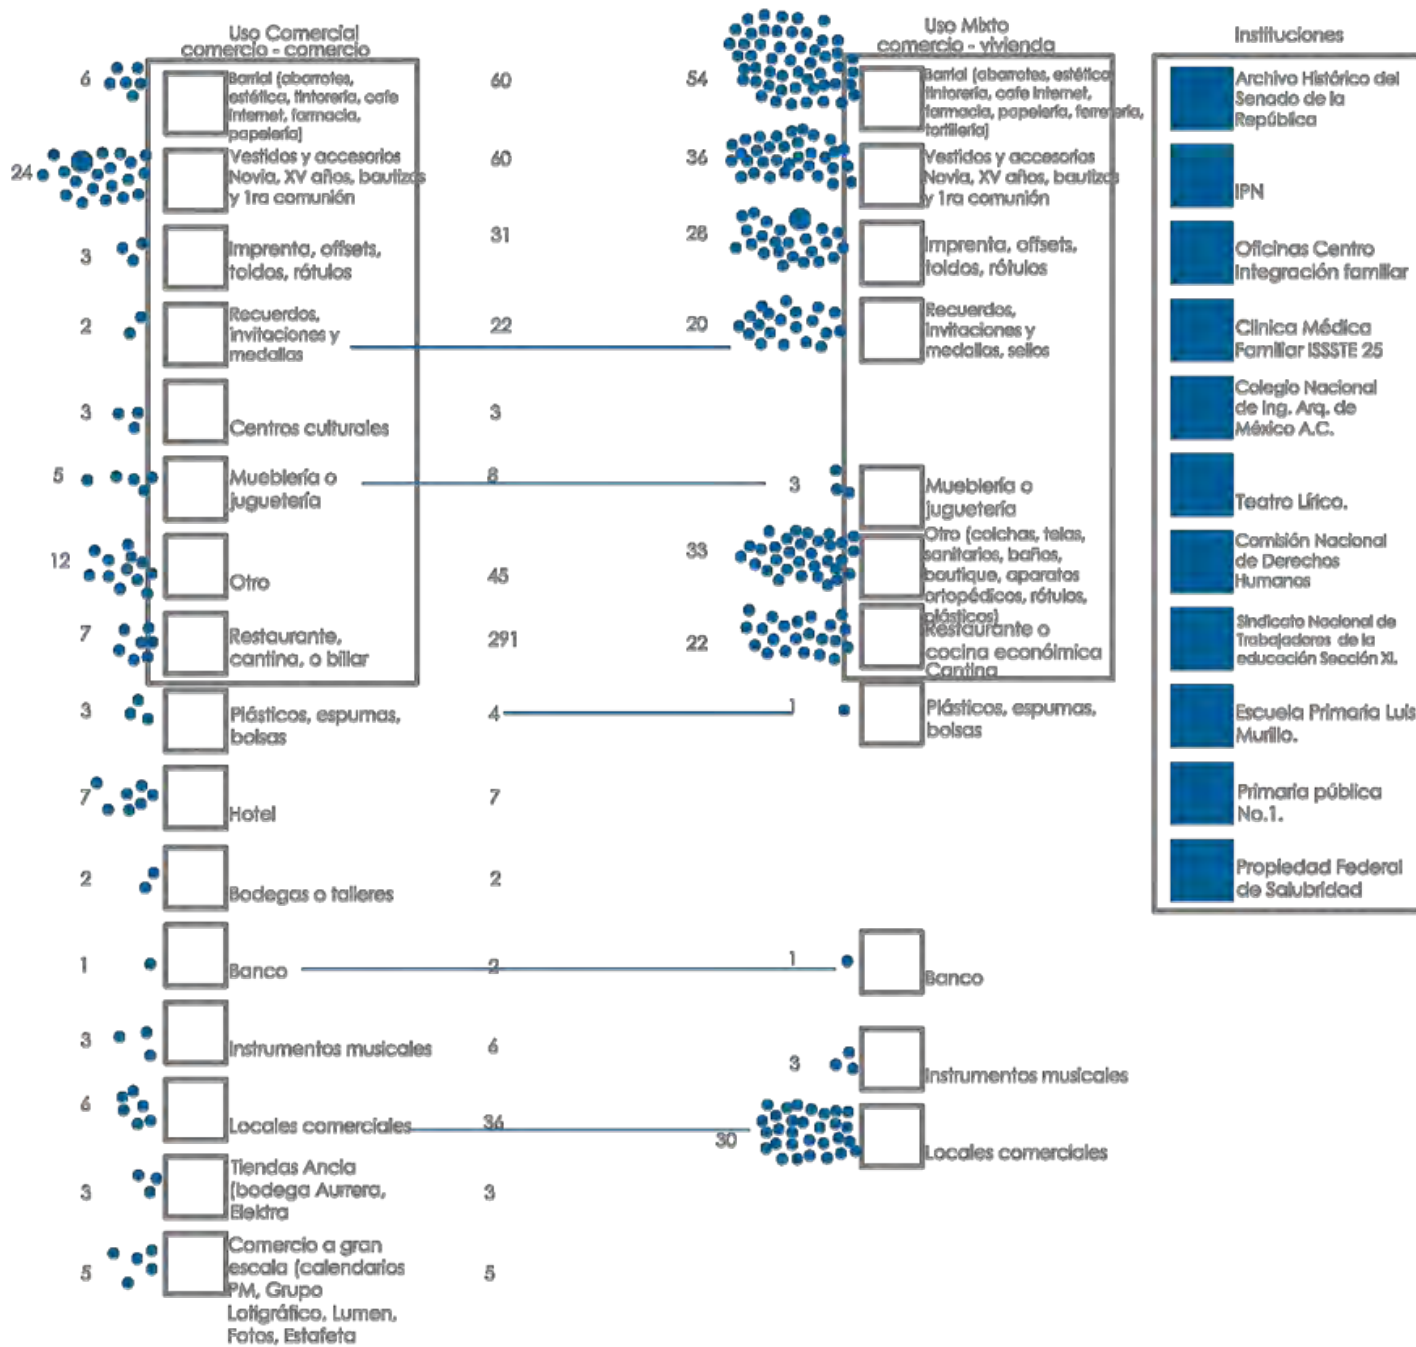 Uso Comercial
comercio - comercio
6
Barrial (abarrotes,
estética, tintorería, cafe
internet, farmacia,
papelería)
60
24
Vestidos y accesorios
Novia, XV años, bautizos
y 1ra comunión
60
3
Imprenta, offsets,
toldos, rótulos
31
2
Recuerdos,
invitaciones y
medallas
22
3
Centros culturales
3
5
Mueblería o
juguetería
8
12
Otro
45
7
Restaurante,
cantina, o billar
291
3
Plásticos, espumas,
bolsas
4
7
Hotel
7
2
Bodegas o talleres
2
1
Banco
2
3
Instrumentos musicales
6
6
Locales comerciales
36
3
Tiendas Ancla
(bodega Aurrera,
Elektra
3
5
Comercio a gran
escala (calendarios
PM, Grupo
Lotigráfico, Lumen,
Fotos, Estafeta
5
Uso Mixto
comercio - vivienda
54
Barrial (abarrotes, estética
tintorería, cafe internet,
farmacia, papelería, ferretería,
tortillería)
36
Vestidos y accesorios
Novia, XV años, bautizos
y 1ra comunión
28
Imprenta, offsets,
toldos, rótulos
20
Recuerdos,
invitaciones y
medallas, sellos
3
Mueblería o
juguetería
33
Otro (colchas, telas,
sanitarios, baños,
boutique, aparatos
ortopédicos, rótulos,
plásticos)
22
Restaurante o
cocina econóimica
Cantina
1
Plásticos, espumas,
bolsas
1
Banco
3
Instrumentos musicales
30
Locales comerciales
Instituciones
Archivo Histórico del
Senado de la
República
IPN
Oficinas Centro
Integración familiar
Clinica Médica
Familiar ISSSTE 25
Colegio Nacional
de Ing. Arq. de
México A.C.
Teatro Lírico.
Comisión Nacional
de Derechos
Humanos
Sindicato Nacional de
Trabajadores de la
educación Sección XI.
Escuela Primaria Luis
Murillo.
Primaria pública
No.1.
Propiedad Federal
de Salubridad